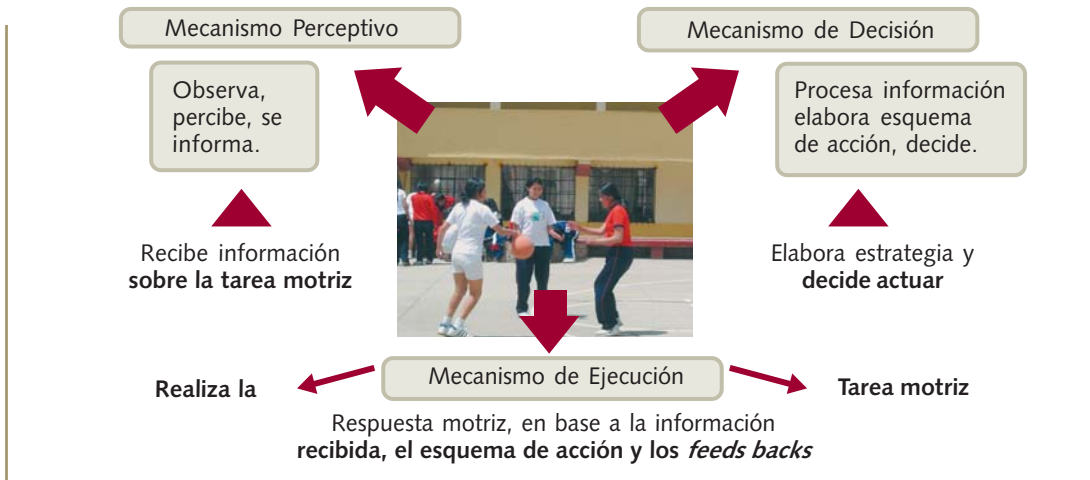 Mecanismo Perceptivo
Observa,
percibe, se
informa.
Recibe información
sobre la tarea motriz
Mecanismo de Decisión
Procesa información
elabora esquema
de acción, decide.
Elabora estrategia y
decide actuar
Mecanismo de Ejecución
Realiza la
Tarea motriz
Respuesta motriz, en base a la información
recibida, el esquema de acción y los feeds backs